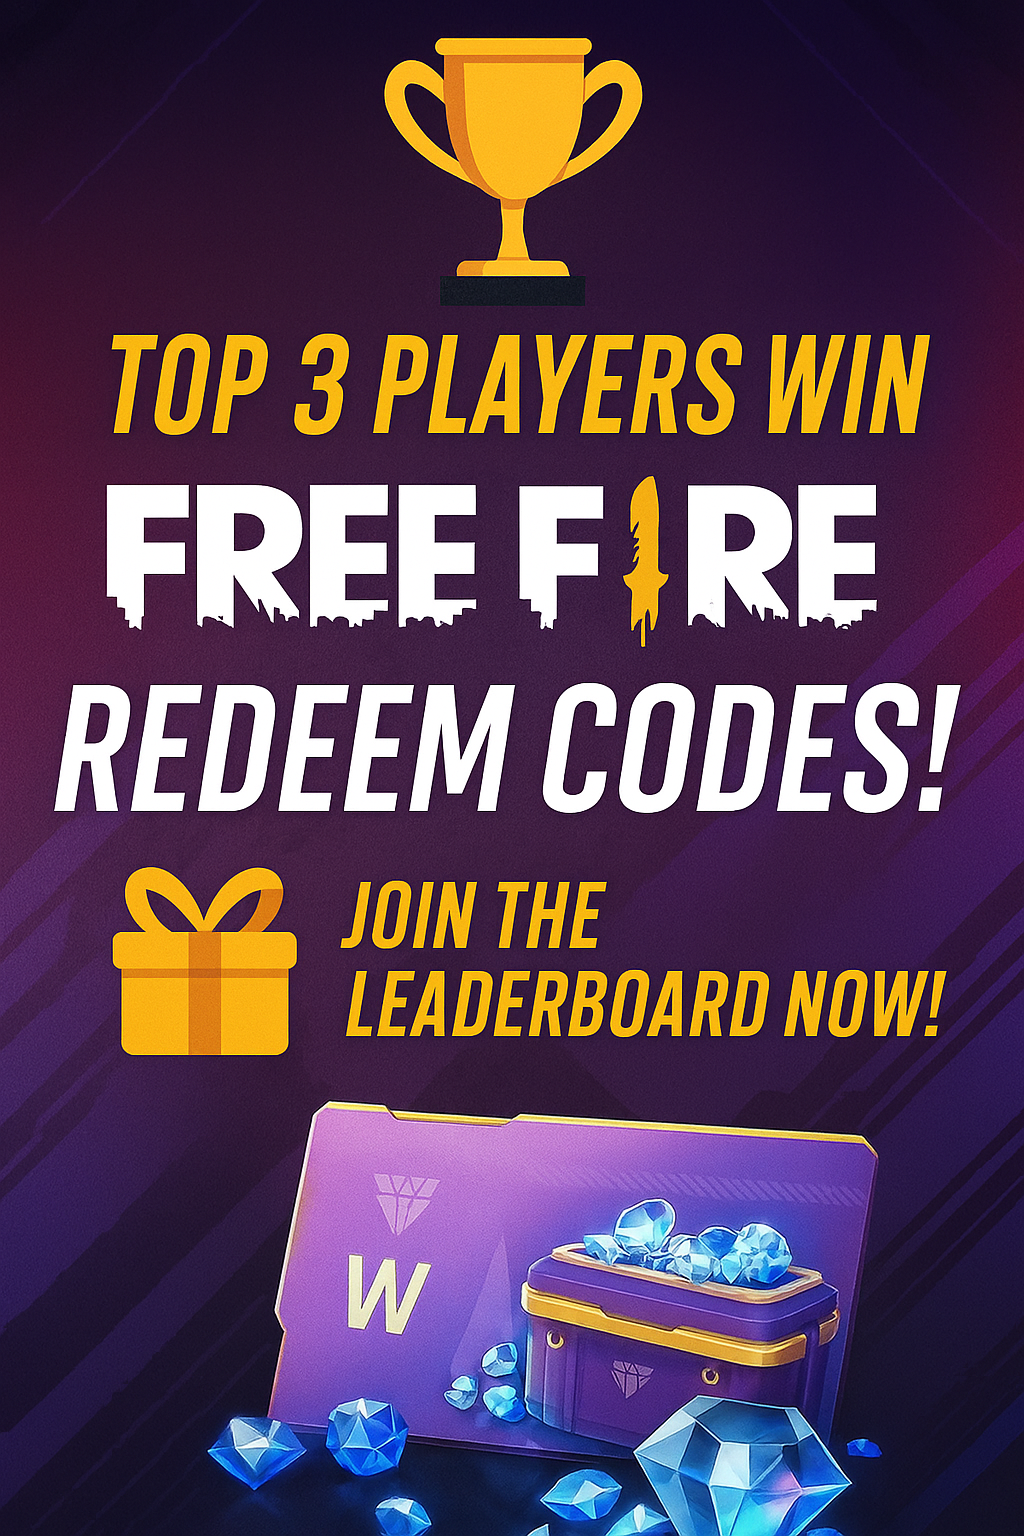 TOP 3 PLAYERS WIN
FREE FIRE
REDEEM CODES!
JOIN THE
LEADERBOARD NOW!
W